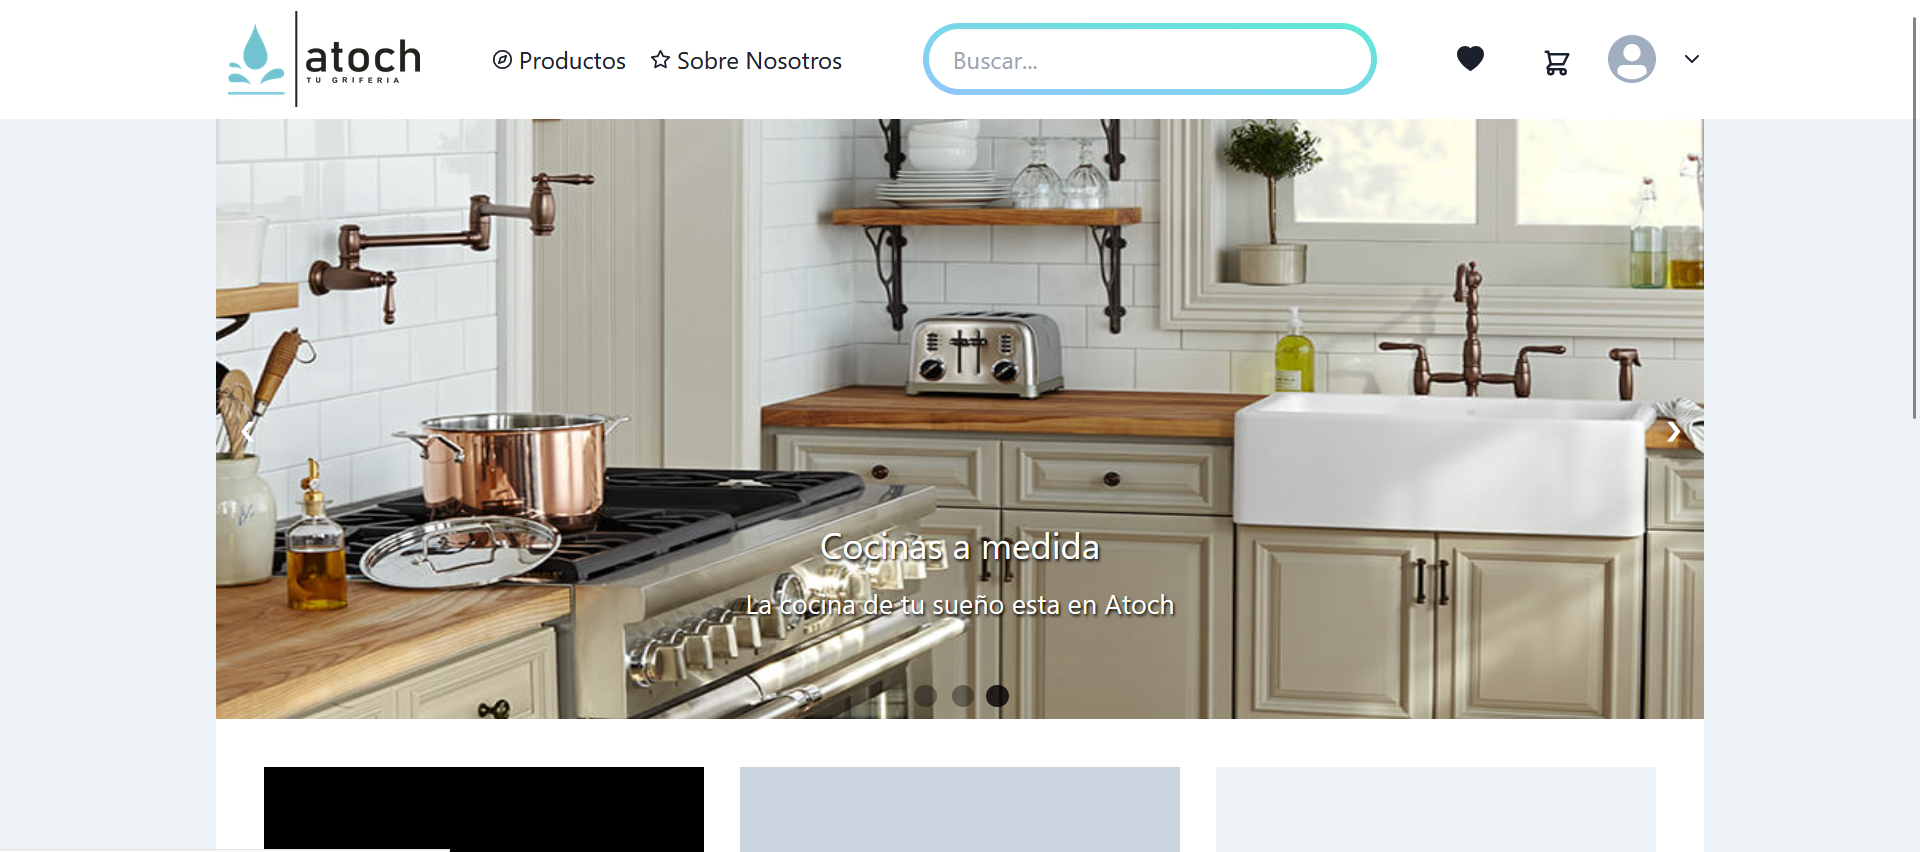 atoch
TU GRIFERIA
Productos
Sobre Nosotros
Buscar...
Cocinas a medida
La cocina de tu sueño esta en Atoch